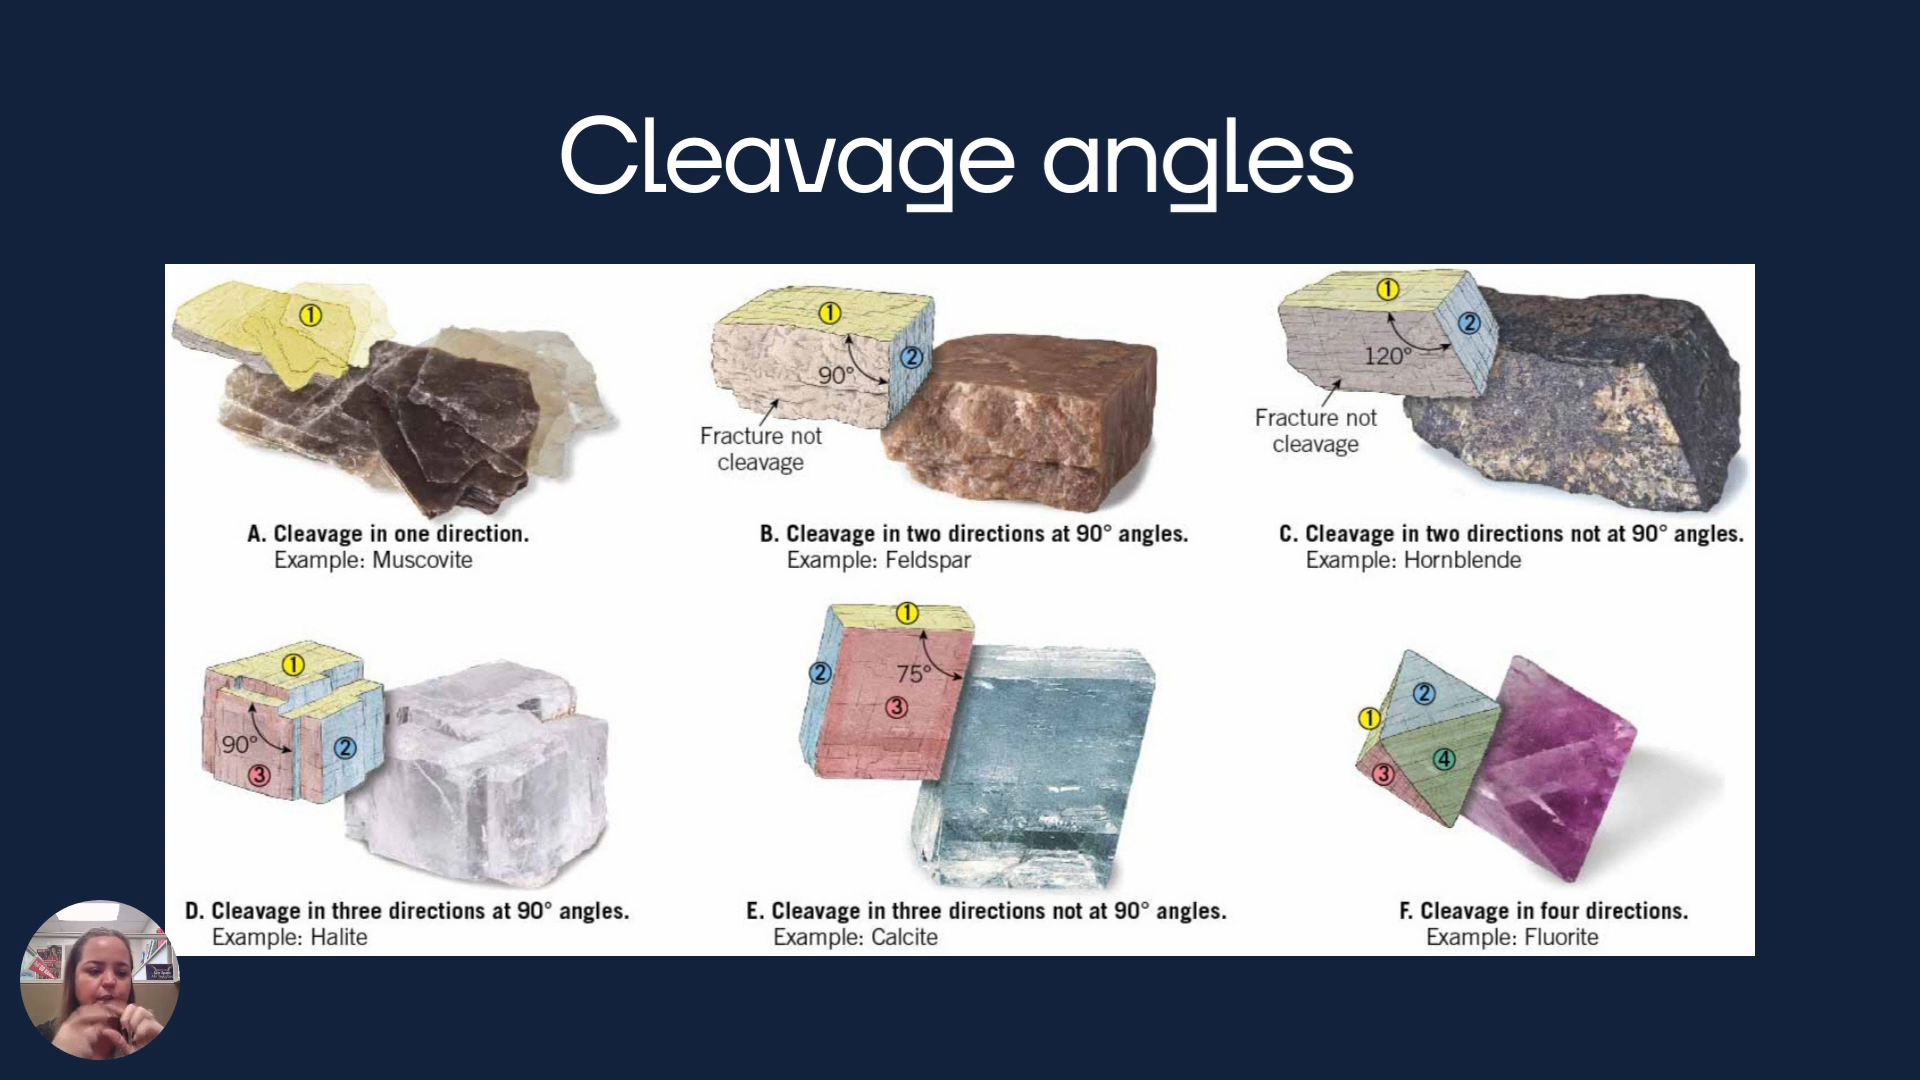 Cleavage angles
1
1
2
90°
Fracture not
cleavage
1
2
120°
Fracture not
cleavage
A. Cleavage in one direction.
Example: Muscovite
B. Cleavage in two directions at 90° angles.
Example: Feldspar
C. Cleavage in two directions not at 90° angles.
Example: Hornblende
1
90°
2
3
1
2
75°
3
2
1
4
3
D. Cleavage in three directions at 90° angles.
Example: Halite
E. Cleavage in three directions not at 90° angles.
Example: Calcite
F. Cleavage in four directions.
Example: Fluorite